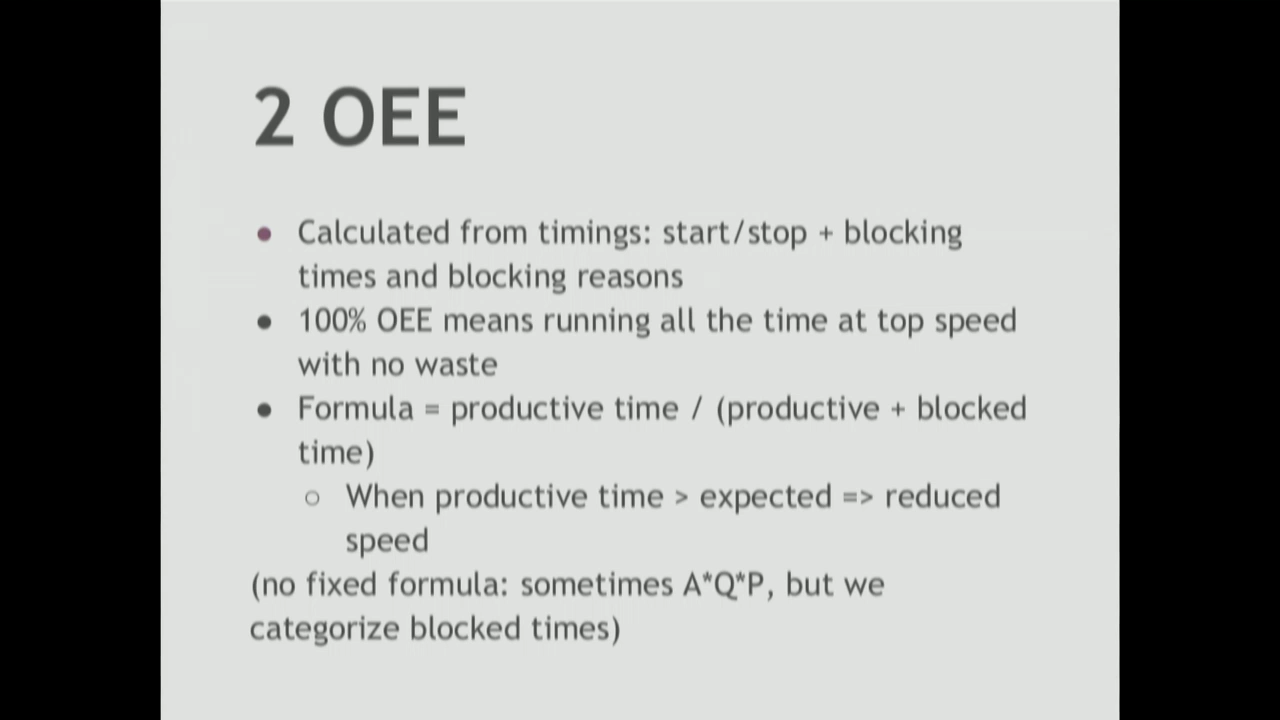 2 OEE
● Calculated from timings: start/stop + blocking
times and blocking reasons
● 100% OEE means running all the time at top speed
with no waste
● Formula = productive time / (productive + blocked
time)
○ When productive time > expected => reduced
speed
(no fixed formula: sometimes A*Q*P, but we
categorize blocked times)